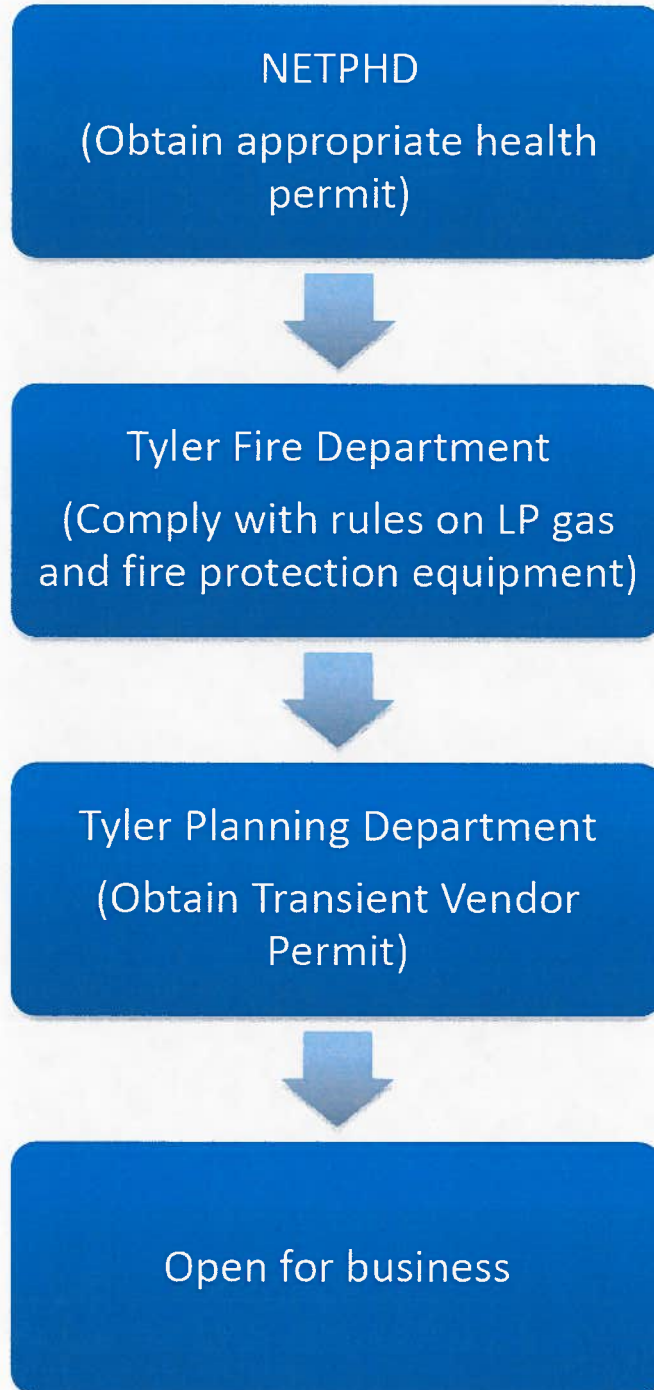 NETPHD
(Obtain appropriate health
permit)
Tyler Fire Department
(Comply with rules on LP gas
and fire protection equipment)
Tyler Planning Department
(Obtain Transient Vendor
Permit)
Open for business